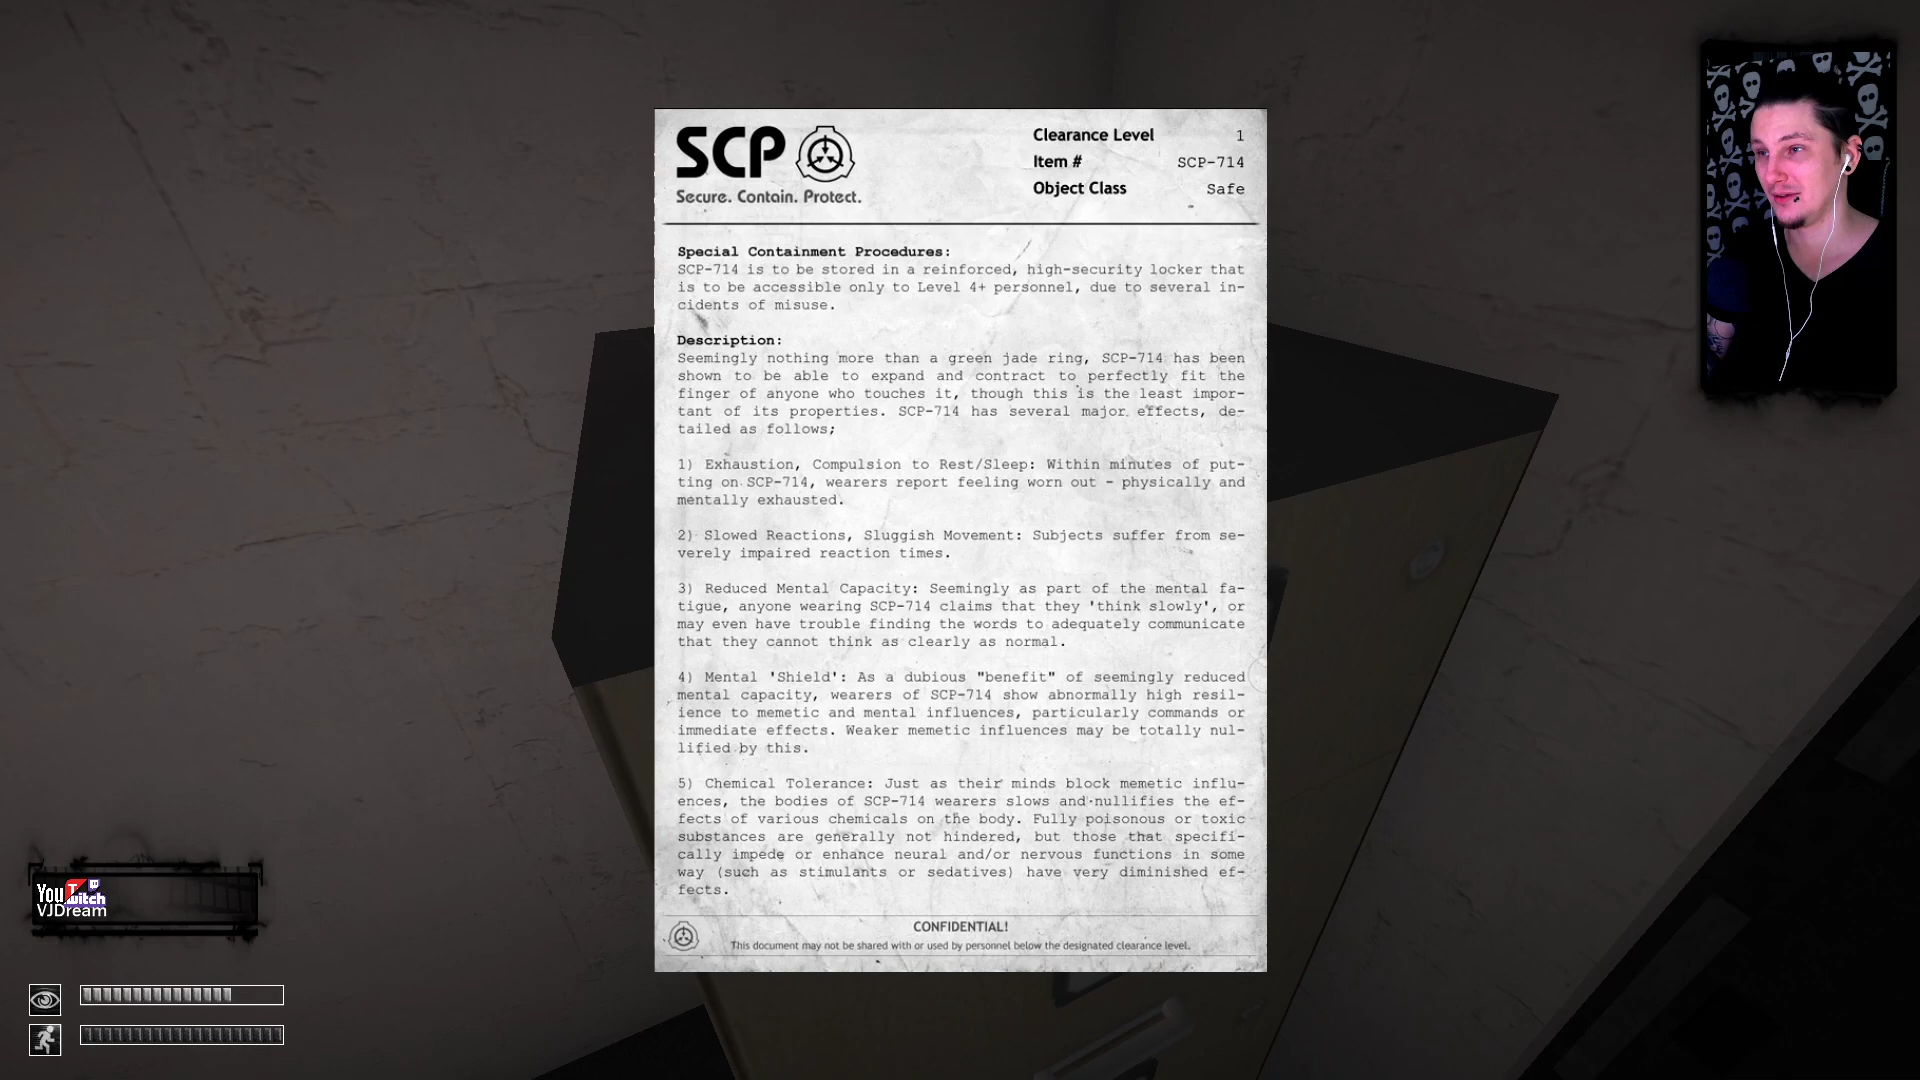 SCP
Secure. Contain. Protect.
Clearance Level 1
Item # SCP-714
Object Class Safe
Special Containment Procedures:
SCP-714 is to be stored in a reinforced, high-security locker that
is to be accessible only to Level 4+ personnel, due to several in-
cidents of misuse.
Description:
Seemingly nothing more than a green jade ring, SCP-714 has been
shown to be able to expand and contract to perfectly fit the
finger of anyone who touches it, though this is the least impor-
tant of its properties. SCP-714 has several major effects, de-
tailed as follows;
1) Exhaustion, Compulsion to Rest/Sleep: Within minutes of put-
ting on SCP-714, wearers report feeling worn out - physically and
mentally exhausted.
2) Slowed Reactions, Sluggish Movement: Subjects suffer from se-
verely impaired reaction times.
3) Reduced Mental Capacity: Seemingly as part of the mental fa-
tigue, anyone wearing SCP-714 claims that they 'think slowly', or
may even have trouble finding the words to adequately communicate
that they cannot think as clearly as normal.
4) Mental 'Shield': As a dubious "benefit" of seemingly reduced
mental capacity, wearers of SCP-714 show abnormally high resil-
ience to memetic and mental influences, particularly commands or
immediate effects. Weaker memetic influences may be totally nul-
lified by this.
5) Chemical Tolerance: Just as their minds block memetic influ-
ences, the bodies of SCP-714 wearers slows and nullifies the ef-
fects of various chemicals on the body. Fully poisonous or toxic
substances are generally not hindered, but those that specifi-
cally impede or enhance neural and/or nervous functions in some
way (such as stimulants or sedatives) have very diminished ef-
fects.
CONFIDENTIAL!
This document may not be shared with or used by personnel below the designated clearance level.
YouTwitch
VJDream